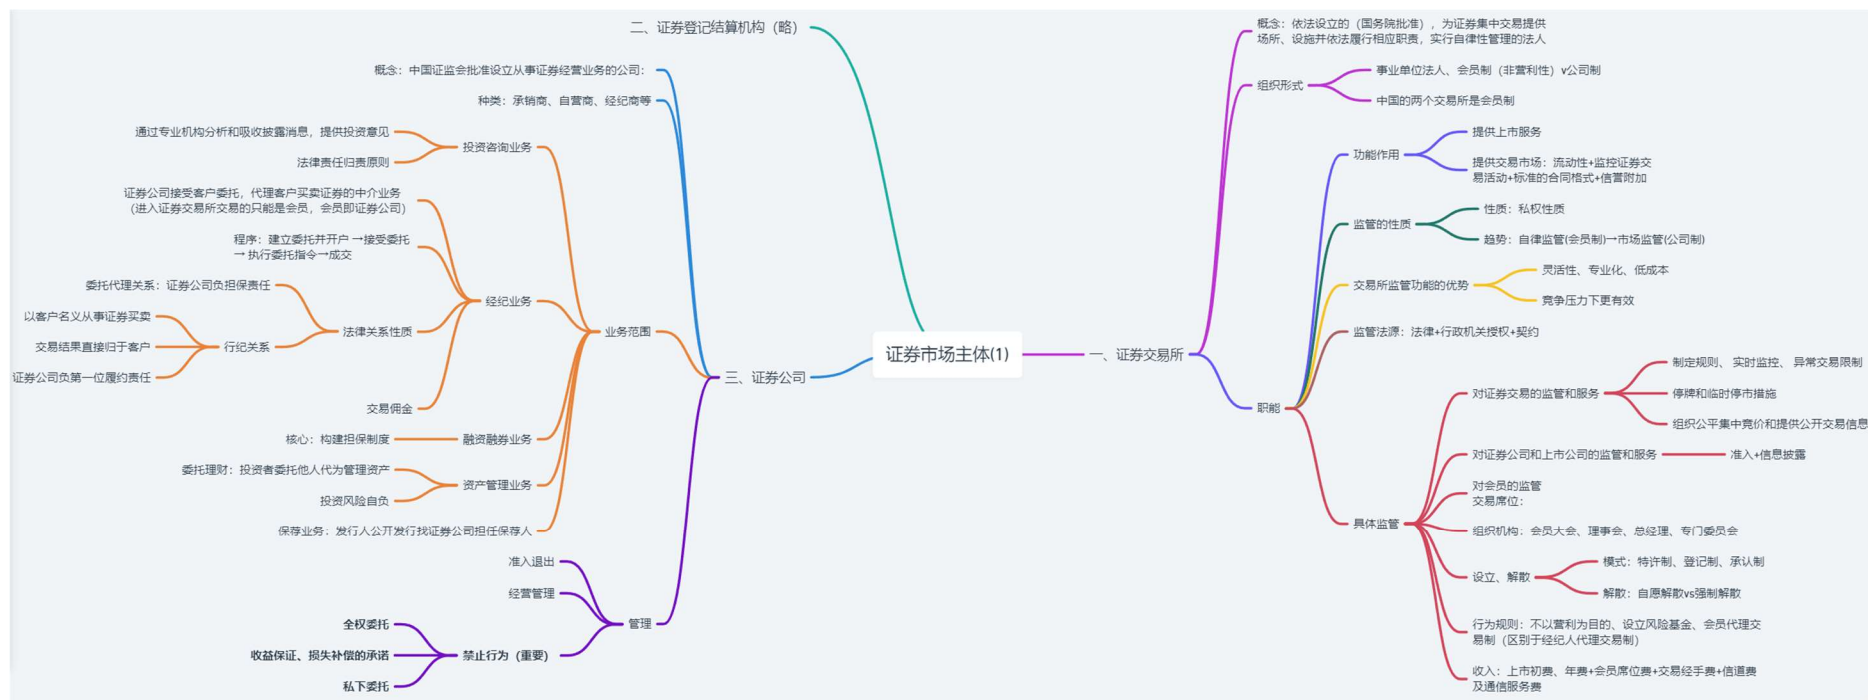 证券市场主体(1)
一、证券交易所
概念：依法设立的（国务院批准），为证券集中交易提供
场所、设施并依法履行相应职责，实行自律性管理的法人
组织形式
事业单位法人、会员制（非营利性）v公司制
中国的两个交易所是会员制
职能
功能作用
提供上市服务
提供交易市场：流动性+监控证券交
易活动+标准的合同格式+信誉附加
监管的性质
性质：私权性质
趋势：自律监管(会员制)→市场监管(公司制)
交易所监管功能的优势
灵活性、专业化、低成本
竞争压力下更有效
监管法源：法律+行政机关授权+契约
具体监管
对证券交易的监管和服务
制定规则、 实时监控、 异常交易限制
停牌和临时停市措施
组织公平集中竞价和提供公开交易信息
对证券公司和上市公司的监管和服务
准入+信息披露
对会员的监管
交易席位：
组织机构：会员大会、理事会、总经理、专门委员会
设立、解散
模式：特许制、登记制、承认制
解散：自愿解散vs强制解散
行为规则：不以营利为目的、设立风险基金、会员代理交
易制（区别于经纪人代理交易制）
收入：上市初费、年费+会员席位费+交易经手费+信道费
及通信服务费
二、证券登记结算机构（略）
三、证券公司
概念：中国证监会批准设立从事证券经营业务的公司：
种类：承销商、自营商、经纪商等
业务范围
投资咨询业务
通过专业机构分析和吸收披露消息，提供投资意见
法律责任归责原则
经纪业务
证券公司接受客户委托，代理客户买卖证券的中介业务
（进入证券交易所交易的只能是会员，会员即证券公司）
程序：建立委托并开户 →接受委托
→ 执行委托指令→成交
法律关系性质
委托代理关系：证券公司负担保责任
行纪关系
以客户名义从事证券买卖
交易结果直接归于客户
证券公司负第一位履约责任
交易佣金
融资融券业务
核心：构建担保制度
资产管理业务
委托理财：投资者委托他人代为管理资产
投资风险自负
保荐业务：发行人公开发行找证券公司担任保荐人
管理
准入退出
经营管理
禁止行为（重要）
全权委托
收益保证、损失补偿的承诺
私下委托